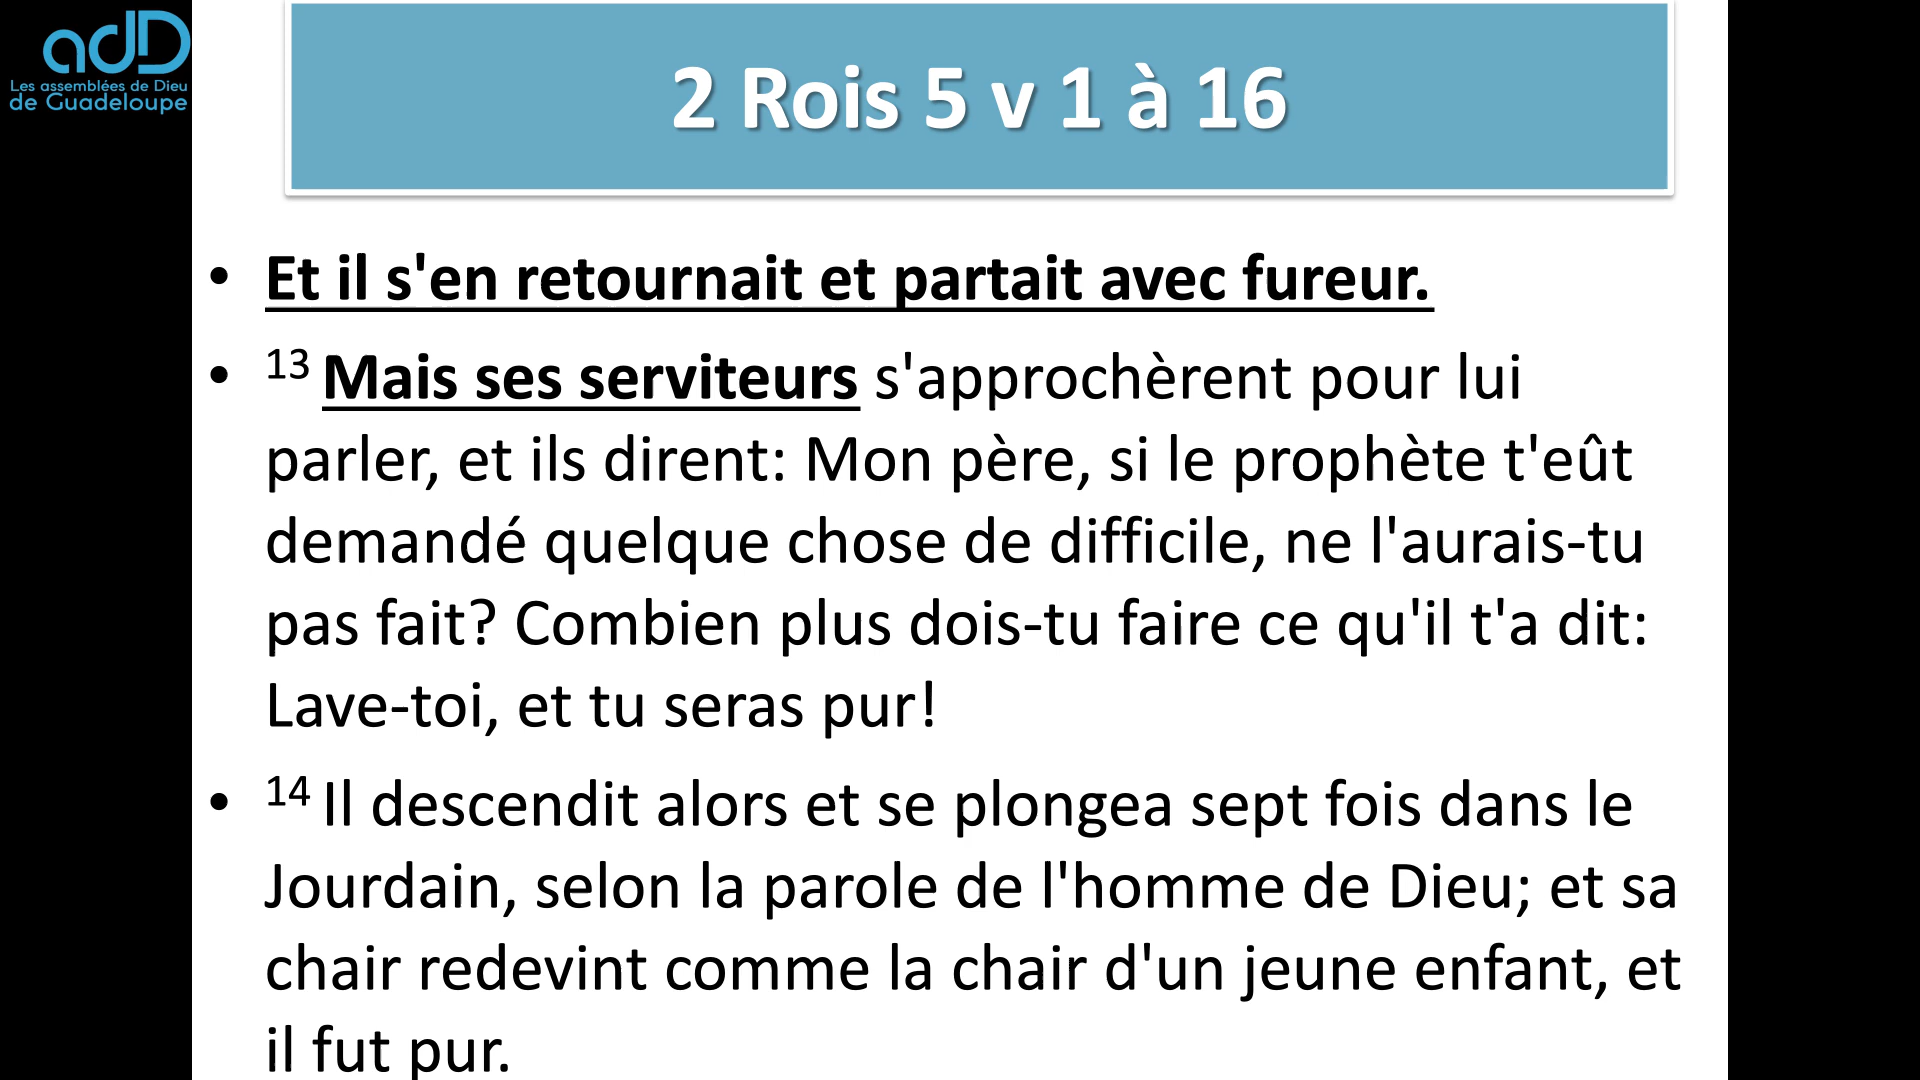 adD
Les assemblées de Dieu
de Guadeloupe
2 Rois 5 v 1 à 16
• Et il s'en retournait et partait avec fureur.
• 13 Mais ses serviteurs s'approchèrent pour lui
parler, et ils dirent: Mon père, si le prophète t'eût
demandé quelque chose de difficile, ne l'aurais-tu
pas fait? Combien plus dois-tu faire ce qu'il t'a dit:
Lave-toi, et tu seras pur!
• 14 Il descendit alors et se plongea sept fois dans le
Jourdain, selon la parole de l'homme de Dieu; et sa
chair redevint comme la chair d'un jeune enfant, et
il fut pur.